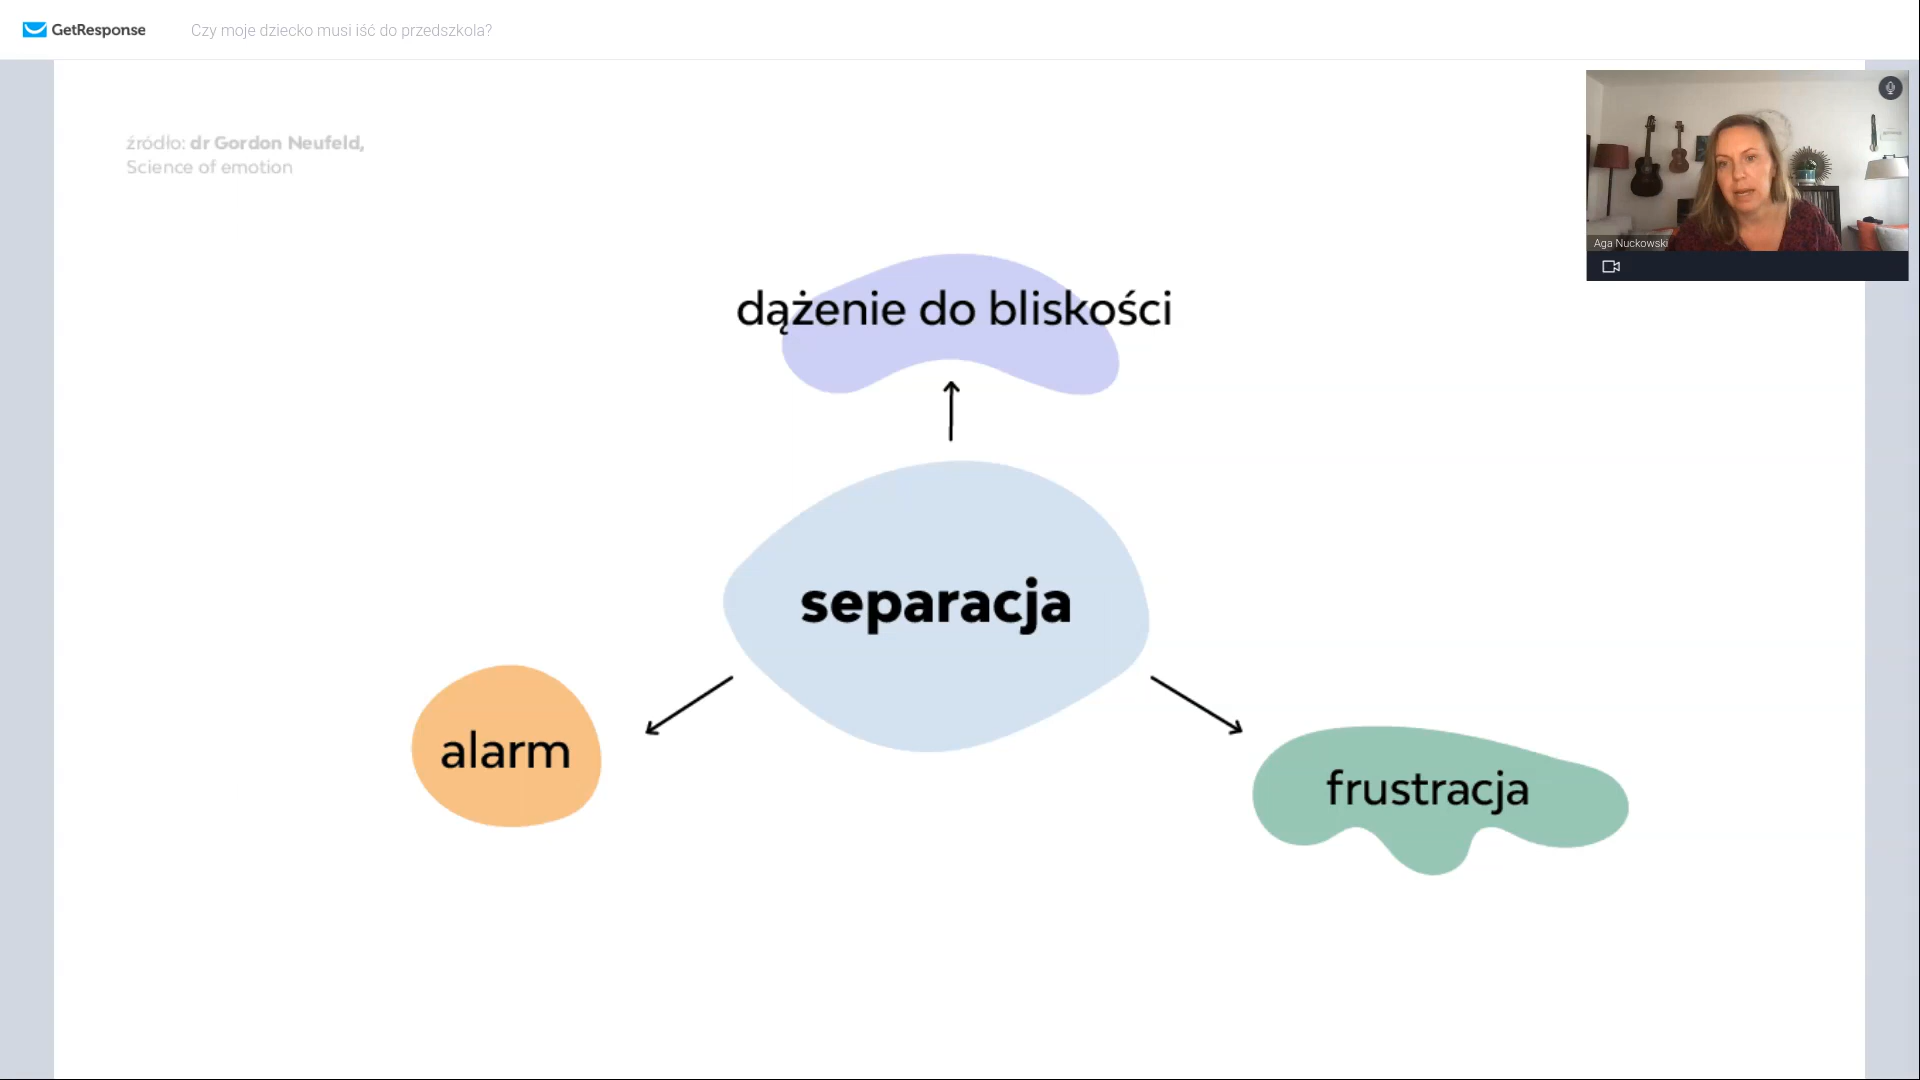 GetResponse
Czy moje dziecko musi iść do przedszkola?
źródło: dr Gordon Neufeld,
Science of emotion
Aga Nuckowski
dążenie do bliskości
separacja
alarm
frustracja